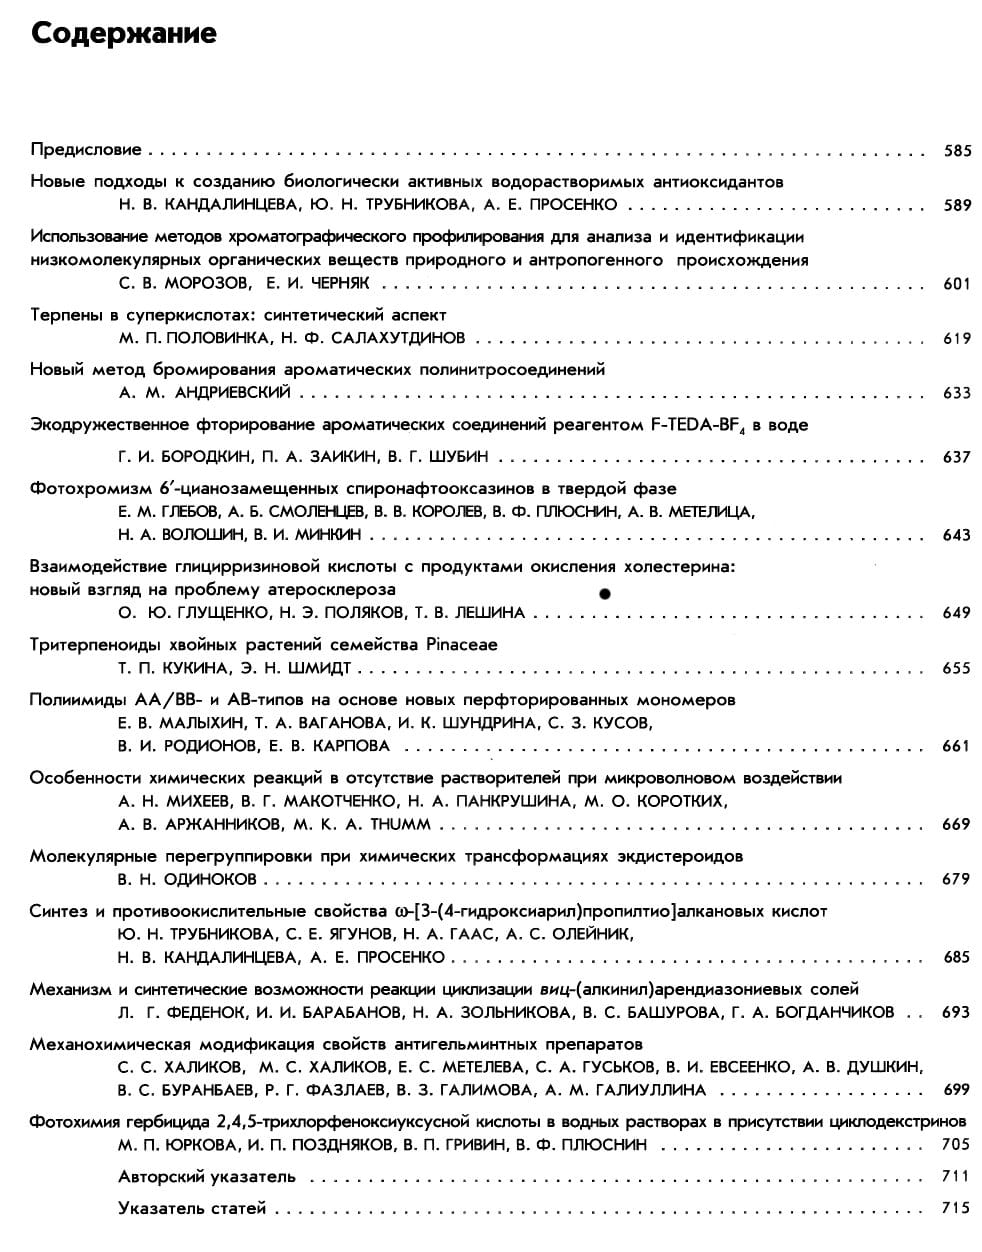 Содержание
Предисловие . . . . . . . . . . . . . . . . . . . . 585
Новые подходы к созданию биологически активных водорастворимых антиоксидантов
Н. В. КАНДАЛИНЦЕВА, Ю. Н. ТРУБНИКОВА, А. Е. ПРОСЕНКО . . . . . . . . . . 589
Использование методов хроматографического профилирования для анализа и идентификации
низкомолекулярных органических веществ природного и антропогенного происхождения
С. В. МОРОЗОВ, Е. И. ЧЕРНЯК . . . . . . . . . . 601
Терпены в суперкислотах: синтетический аспект
М. П. ПОЛОВИНКА, Н. Ф. САЛАХУТДИНОВ . . . . . . . . . . 619
Новый метод бромирования ароматических полинитросоединений
А. М. АНДРИЕВСКИЙ . . . . . . . . . . 633
Экодружественное фторирование ароматических соединений реагентом F-TEDA-BF₄ в воде
Г. И. БОРОДКИН, П. А. ЗАИКИН, В. Г. ШУБИН . . . . . . . . . . 637
Фотохромизм 6′-цианозамещенных спиронафтооксазинов в твердой фазе
Е. М. ГЛЕБОВ, А. Б. СМОЛЕНЦЕВ, В. В. КОРОЛЕВ, В. Ф. ПЛЮСНИН, А. В. МЕТЕЛИЦА,
Н. А. ВОЛОШИН, В. И. МИНКИН . . . . . . . . . . 643
Взаимодействие глицирризиновой кислоты с продуктами окисления холестерина:
новый взгляд на проблему атеросклероза
О. Ю. ГЛУЩЕНКО, Н. Э. ПОЛЯКОВ, Т. В. ЛЕШИНА . . . . . . . . . . 649
Тритерпеноиды хвойных растений семейства Pinaceae
Т. П. КУКИНА, Э. Н. ШМИДТ . . . . . . . . . . 655
Полиимиды АА/ВВ- и АВ-типов на основе новых перфторированных мономеров
Е. В. МАЛЫХИН, Т. А. ВАГАНОВА, И. К. ШУНДРИНА, С. З. КУСОВ,
В. И. РОДИОНОВ, Е. В. КАРПОВА . . . . . . . . . . 661
Особенности химических реакций в отсутствие растворителей при микроволновом воздействии
А. Н. МИХЕЕВ, В. Г. МАКОТЧЕНКО, Н. А. ПАНКРУШИНА, М. О. КОРОТКИХ,
А. В. АРЖАННИКОВ, M. K. A. THUMM . . . . . . . . . . 669
Молекулярные перегруппировки при химических трансформациях экдистероидов
В. Н. ОДИНОКОВ . . . . . . . . . . 679
Синтез и противоокислительные свойства ω-[3-(4-гидроксиарил)пропилтио]алкановых кислот
Ю. Н. ТРУБНИКОВА, С. Е. ЯГУНОВ, Н. А. ГААС, А. С. ОЛЕЙНИК,
Н. В. КАНДАЛИНЦЕВА, А. Е. ПРОСЕНКО . . . . . . . . . . 685
Механизм и синтетические возможности реакции циклизации виц-(алкинил)арендиазониевых солей
Л. Г. ФЕДЕНОК, И. И. БАРАБАНОВ, Н. А. ЗОЛЬНИКОВА, В. С. БАШУРОВА, Г. А. БОГДАНЧИКОВ . . 693
Механохимическая модификация свойств антигельминтных препаратов
С. С. ХАЛИКОВ, М. С. ХАЛИКОВ, Е. С. МЕТЕЛЕВА, С. А. ГУСЬКОВ, В. И. ЕВСЕЕНКО, А. В. ДУШКИН,
В. С. БУРАНБАЕВ, Р. Г. ФАЗЛАЕВ, В. З. ГАЛИМОВА, А. М. ГАЛИУЛЛИНА . . . . . . . . . . 699
Фотохимия гербицида 2,4,5-трихлорфеноксиуксусной кислоты в водных растворах в присутствии циклодекстринов
М. П. ЮРКОВА, И. П. ПОЗДНЯКОВ, В. П. ГРИВИН, В. Ф. ПЛЮСНИН . . . . . . . . . . 705
Авторский указатель . . . . . . . . . . 711
Указатель статей . . . . . . . . . . 715